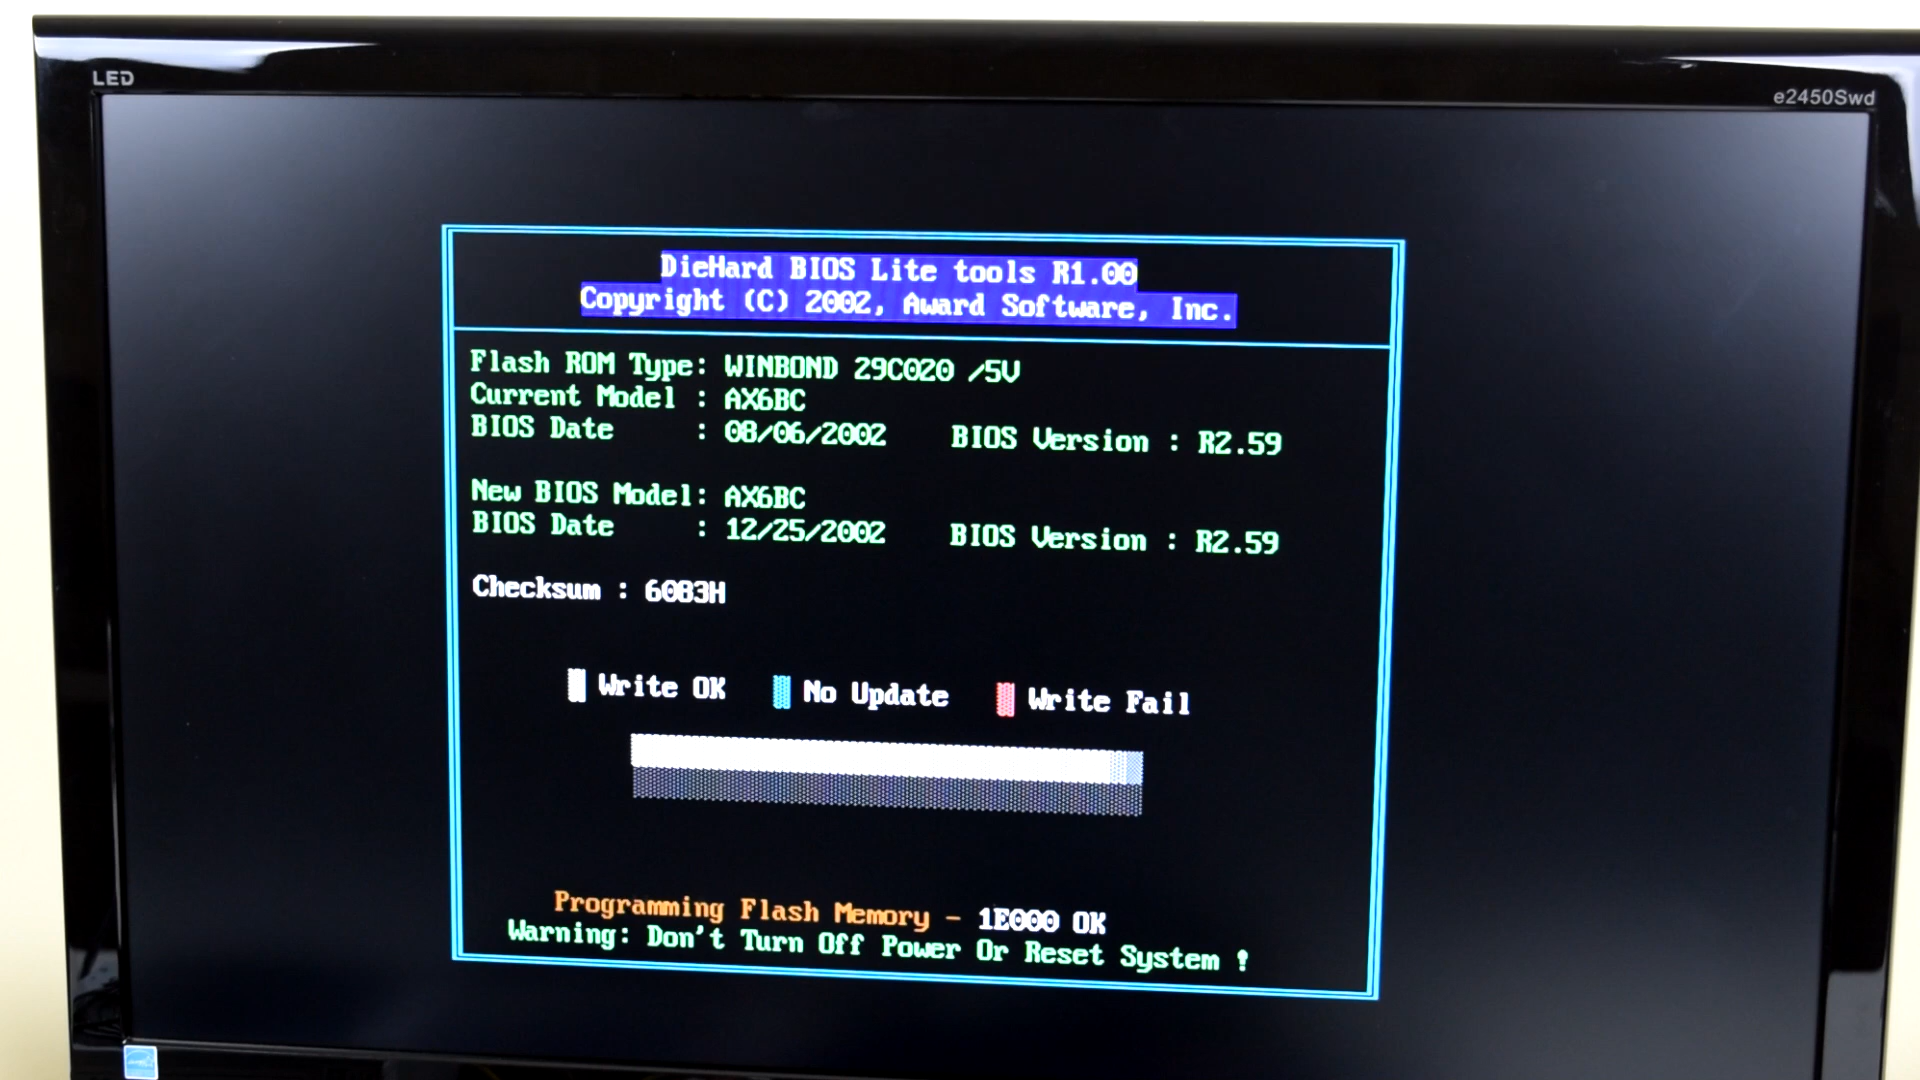 LED
e2450Swd
DieHard BIOS Lite tools R1.00
Copyright (C) 2002, Award Software, Inc.
Flash ROM Type: WINBOND 29C020 /5V
Current Model : AX6BC
BIOS Date : 08/06/2002 BIOS Version : R2.59
New BIOS Model: AX6BC
BIOS Date : 12/25/2002 BIOS Version : R2.59
Checksum : 60B3H
Write OK No Update Write Fail
Programming Flash Memory - 1E000 OK
Warning: Don't Turn Off Power Or Reset System !